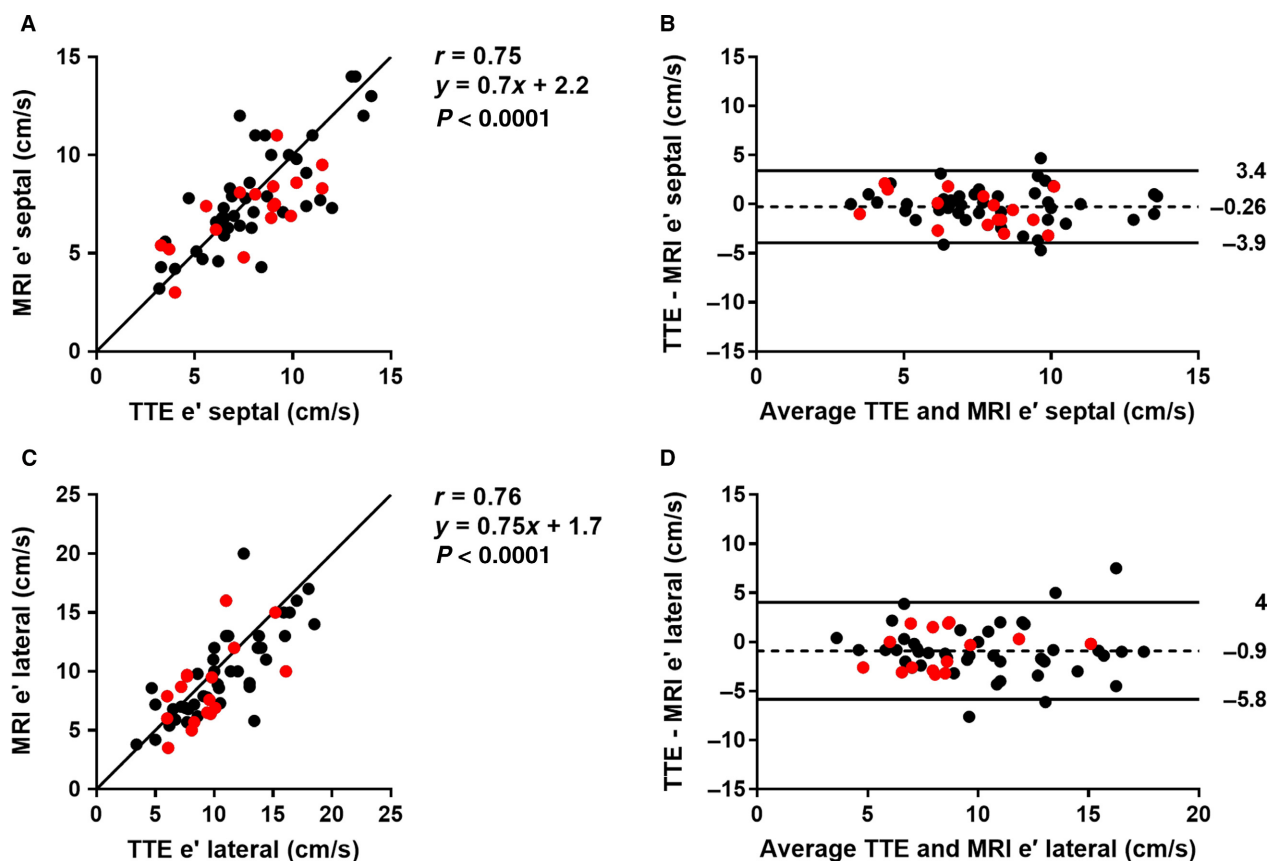 A
15
10
5
0
0 5 10 15
MRI e' septal (cm/s)
TTE e' septal (cm/s)
r = 0.75
y = 0.7x + 2.2
P < 0.0001
B
15
10
5
0
–5
–10
–15
0 5 10 15
TTE - MRI e' septal (cm/s)
Average TTE and MRI e′ septal (cm/s)
3.4
–0.26
–3.9
C
25
20
15
10
5
0
0 5 10 15 20 25
MRI e' lateral (cm/s)
TTE e' lateral (cm/s)
r = 0.76
y = 0.75x + 1.7
P < 0.0001
D
15
10
5
0
–5
–10
–15
0 5 10 15 20
TTE - MRI e' lateral (cm/s)
Average TTE and MRI e′ lateral (cm/s)
4
–0.9
–5.8